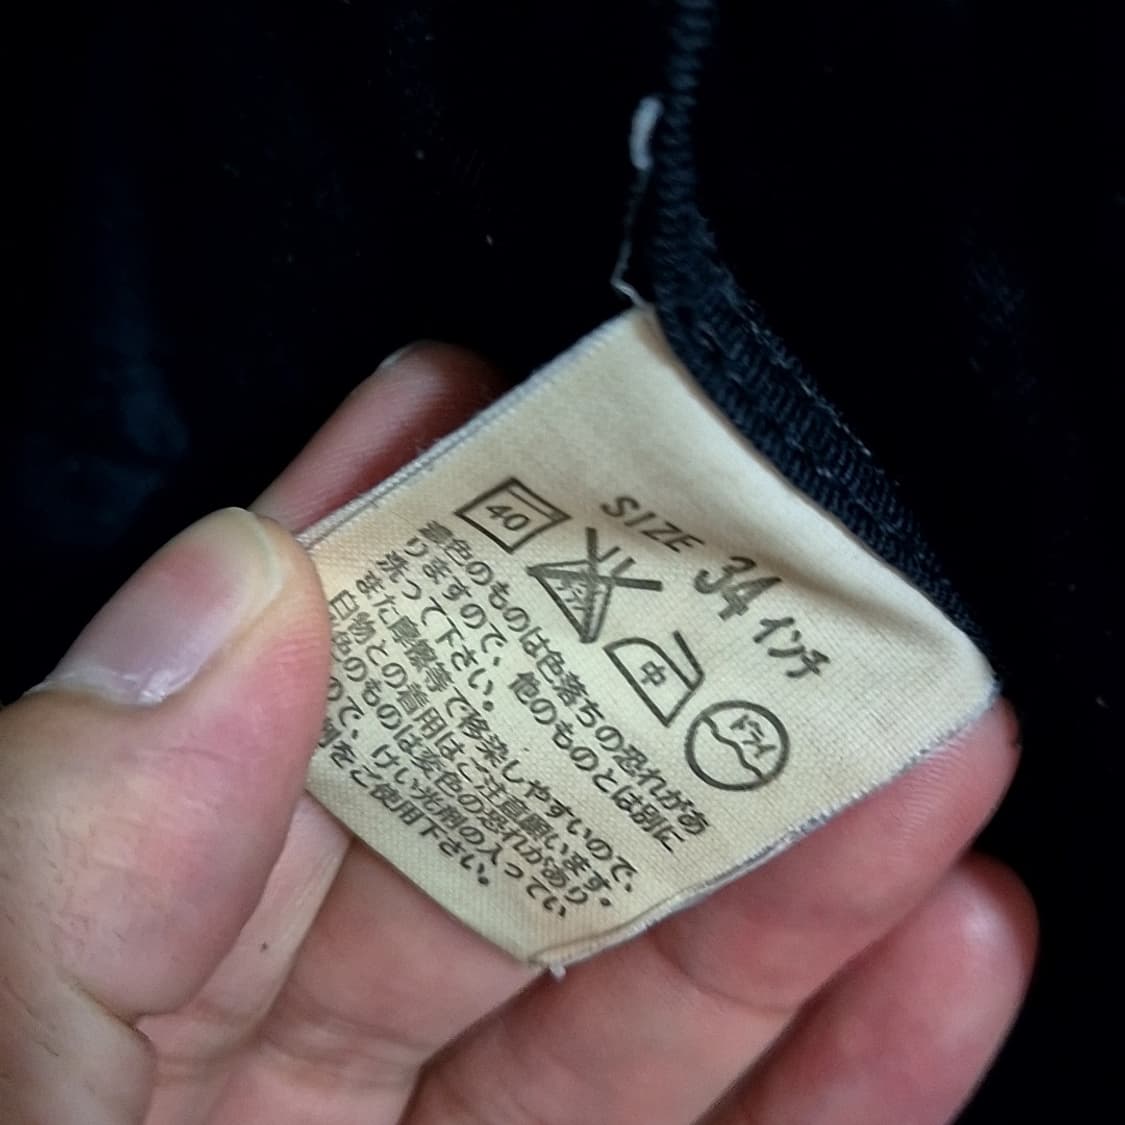 SIZE 34 インチ
40
エンソ
中
ドライ
濃色のものは色落ちの恐れがあ
りますので、他のものとは別に
洗って下さい。
また摩擦等で移染しやすいので、
白物との着用はご注意願います。
色のものは変色の恐れがあり
ので、けい光剤の入ってい
剤をご使用下さい。